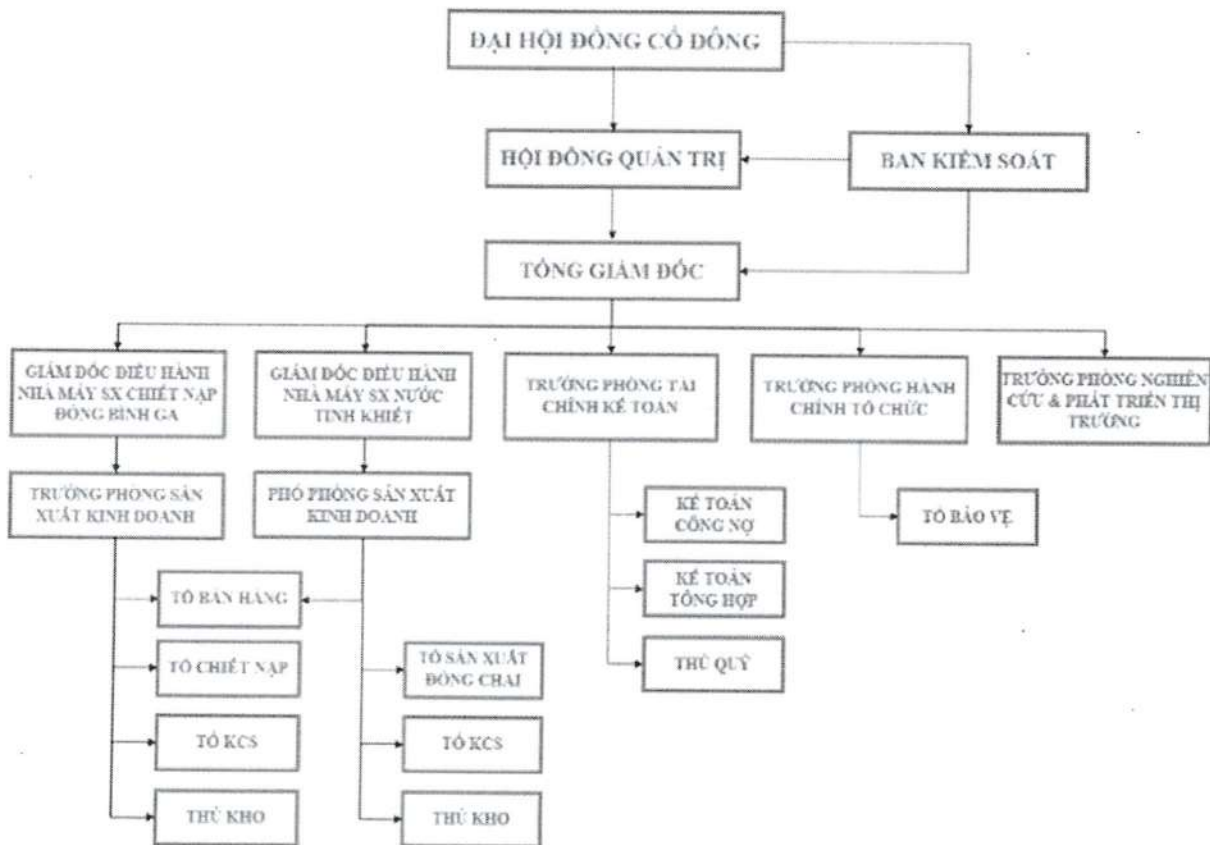 ĐẠI HỘI ĐỒNG CỔ ĐÔNG
HỘI ĐỒNG QUẢN TRỊ
BAN KIỂM SOÁT
TỔNG GIÁM ĐỐC
GIÁM ĐỐC ĐIỀU HÀNH
NHÀ MÁY SX CHIẾT NẠP
ĐÓNG BÌNH GA
GIÁM ĐỐC ĐIỀU HÀNH
NHÀ MÁY SX NƯỚC
TINH KHIẾT
TRƯỞNG PHÒNG TÀI
CHÍNH KẾ TOÁN
TRƯỞNG PHÒNG HÀNH
CHÍNH TỔ CHỨC
TRƯỞNG PHÒNG NGHIÊN
CỨU & PHÁT TRIỂN THỊ
TRƯỜNG
TRƯỞNG PHÒNG SẢN
XUẤT KINH DOANH
PHÓ PHÒNG SẢN XUẤT
KINH DOANH
KẾ TOÁN
CÔNG NỢ
TỔ BẢO VỆ
TỔ BÁN HÀNG
KẾ TOÁN
TỔNG HỢP
TỔ CHIẾT NẠP
TỔ SẢN XUẤT
ĐÓNG CHAI
THỦ QUỸ
TỔ KCS
TỔ KCS
THỦ KHO
THỦ KHO